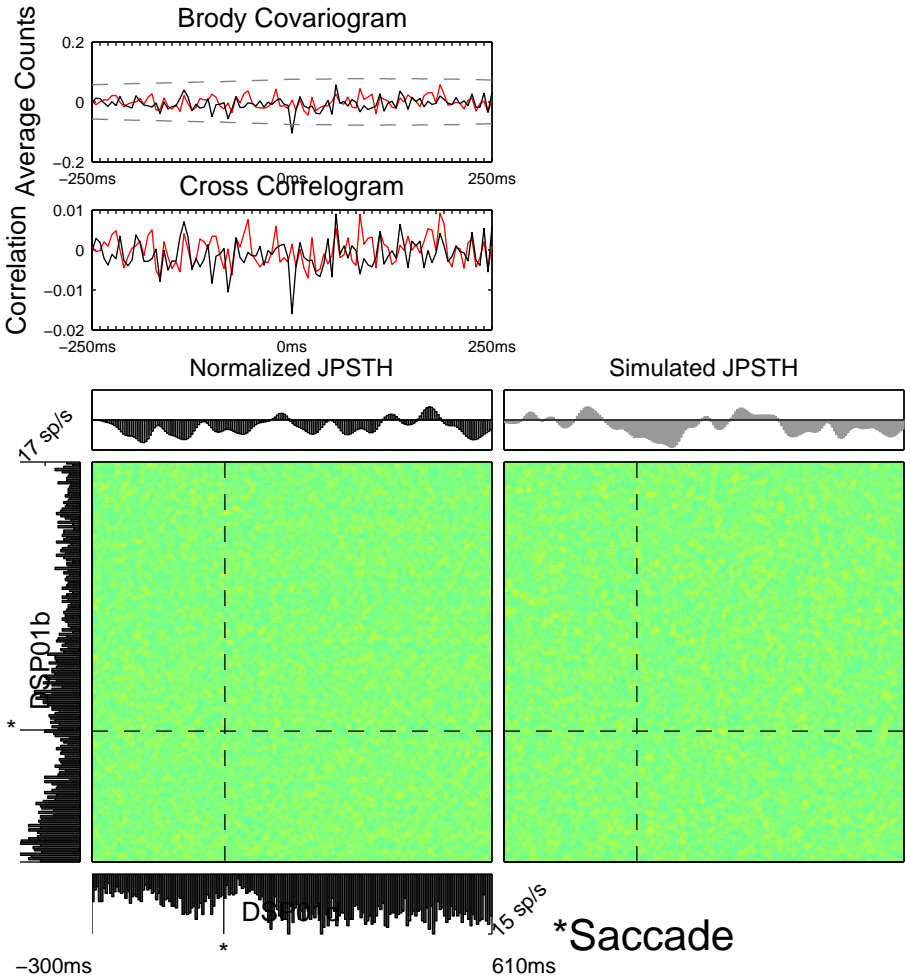 Brody Covariogram
Average Counts
0.2
0
−0.2
−250ms
0ms
250ms
Cross Correlogram
Correlation
0.01
0
−0.01
−0.02
−250ms
0ms
250ms
Normalized JPSTH
Simulated JPSTH
17 sp/s
DSP01b
*
DSP01d
15 sp/s
*
*Saccade
−300ms
610ms